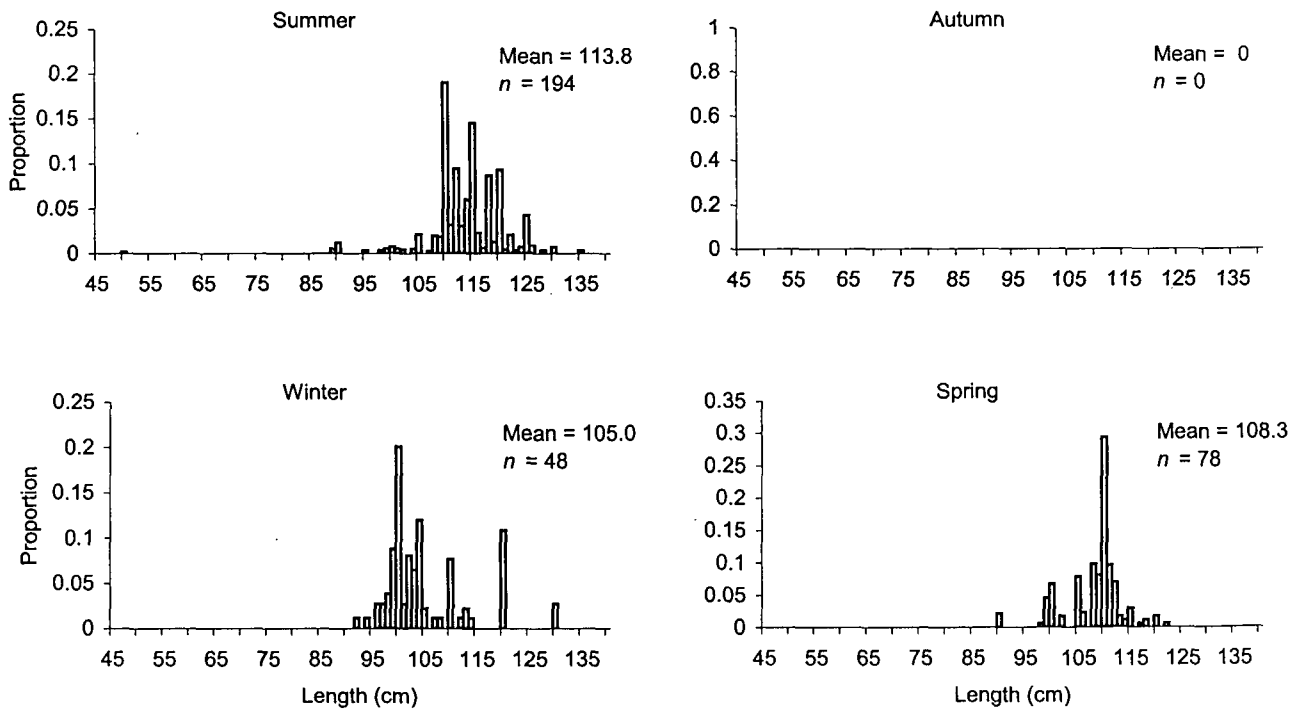 Summer
Mean = 113.8
n = 194
Proportion
0.25
0.2
0.15
0.1
0.05
0
45 55 65 75 85 95 105 115 125 135
Autumn
Mean = 0
n = 0
1
0.8
0.6
0.4
0.2
0
45 55 65 75 85 95 105 115 125 135
Winter
Mean = 105.0
n = 48
Proportion
0.25
0.2
0.15
0.1
0.05
0
45 55 65 75 85 95 105 115 125 135
Length (cm)
Spring
Mean = 108.3
n = 78
0.35
0.3
0.25
0.2
0.15
0.1
0.05
0
45 55 65 75 85 95 105 115 125 135
Length (cm)